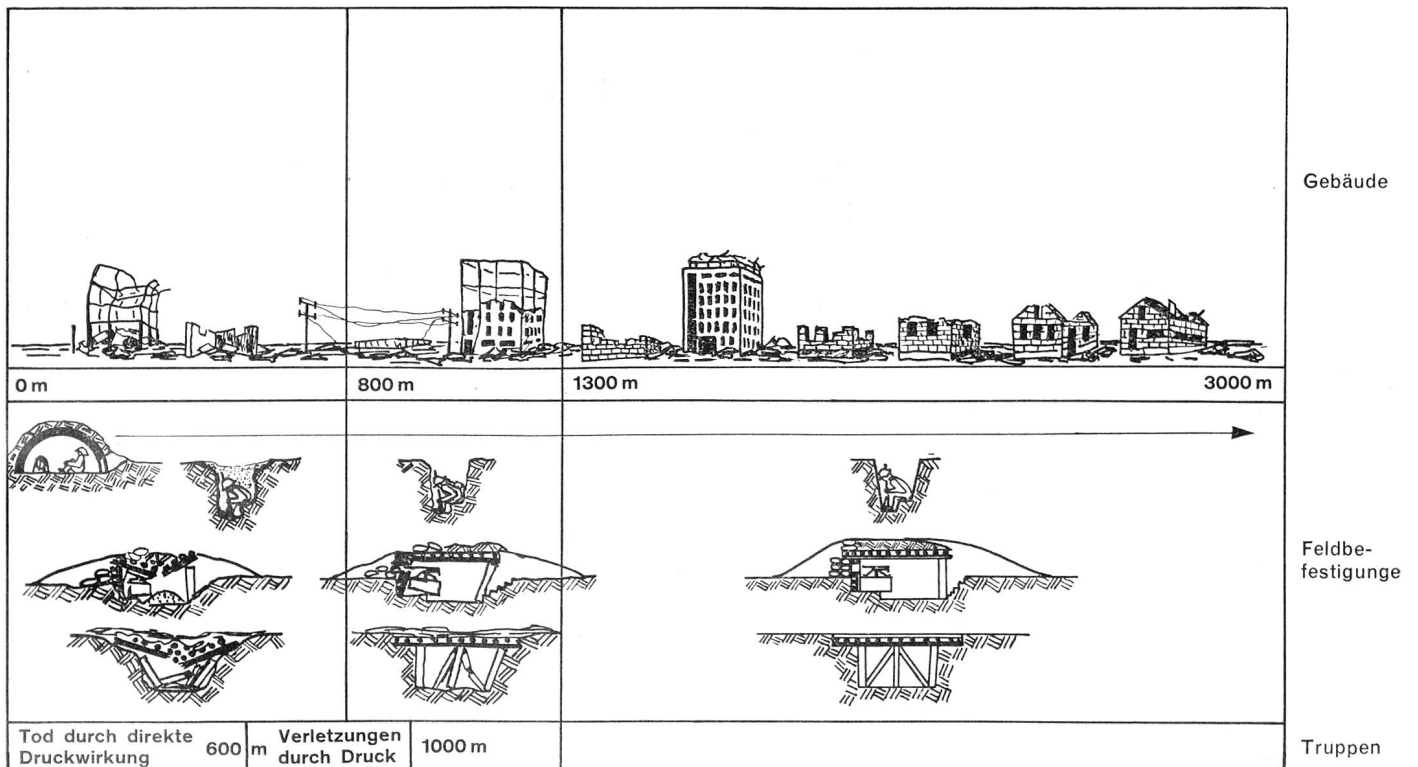 Gebäude
0 m
800 m
1300 m
3000 m
Feldbe-
festigunge
Tod durch direkte
Druckwirkung
600 m
Verletzungen
durch Druck
1000 m
Truppen